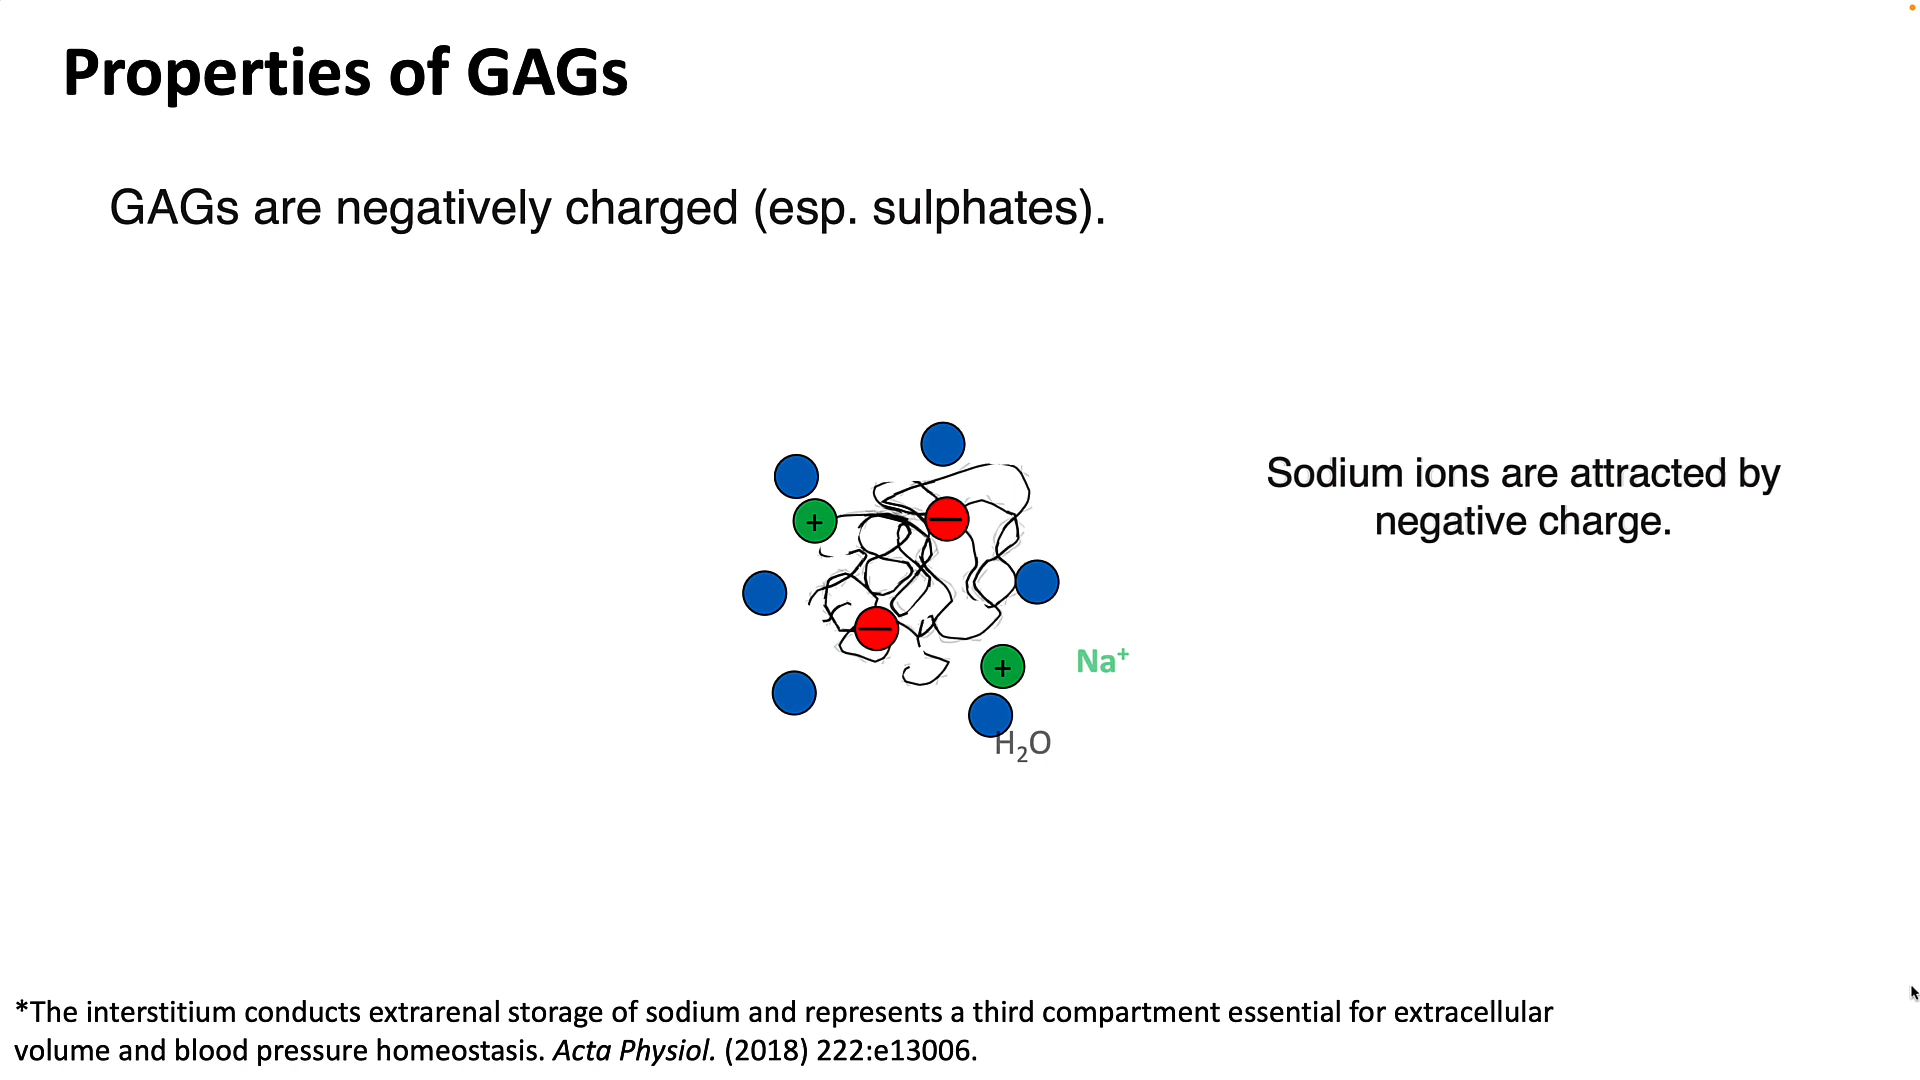 Properties of GAGs
GAGs are negatively charged (esp. sulphates).
Sodium ions are attracted by
negative charge.
+
−
+
−
Na⁺
H₂O
*The interstitium conducts extrarenal storage of sodium and represents a third compartment essential for extracellular
volume and blood pressure homeostasis. Acta Physiol. (2018) 222:e13006.